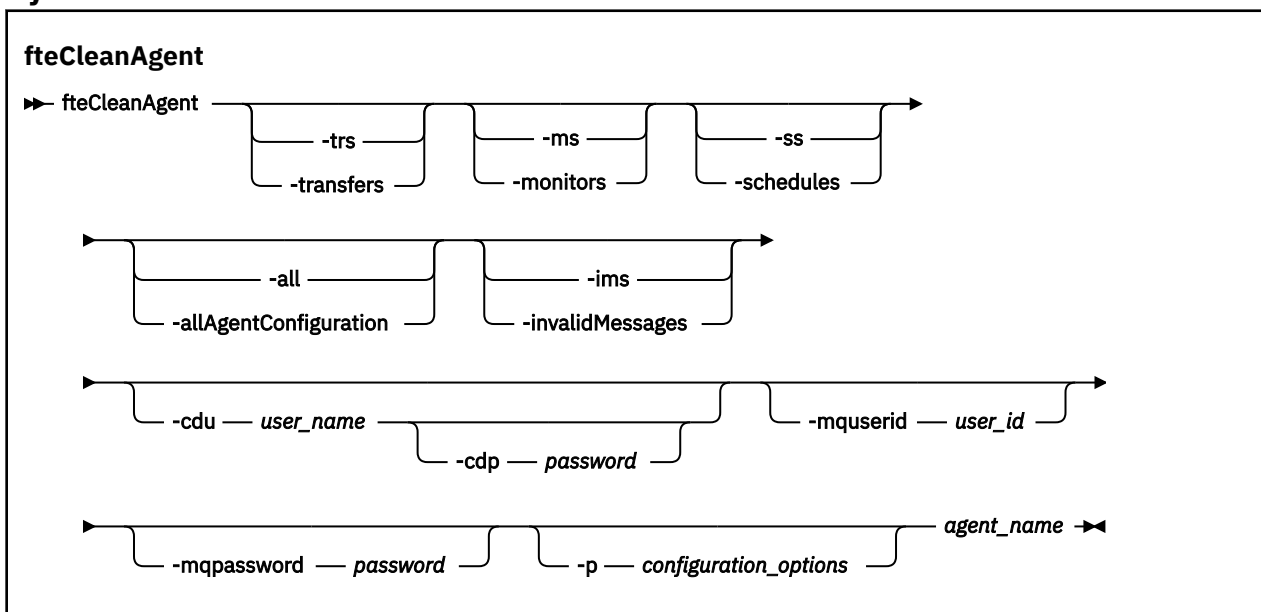 fteCleanAgent
fteCleanAgent
-trs -ms -ss
-transfers -monitors -schedules
-all -ims
-allAgentConfiguration -invalidMessages
-cdu user_name -mquserid user_id
-cdp password
agent_name
-mqpassword password -p configuration_options